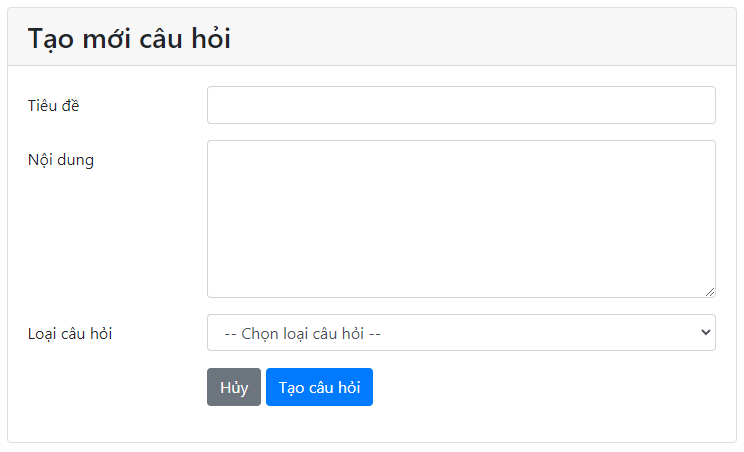 Tạo mới câu hỏi
Tiêu đề
Nội dung
Loại câu hỏi
-- Chọn loại câu hỏi --
Hủy
Tạo câu hỏi